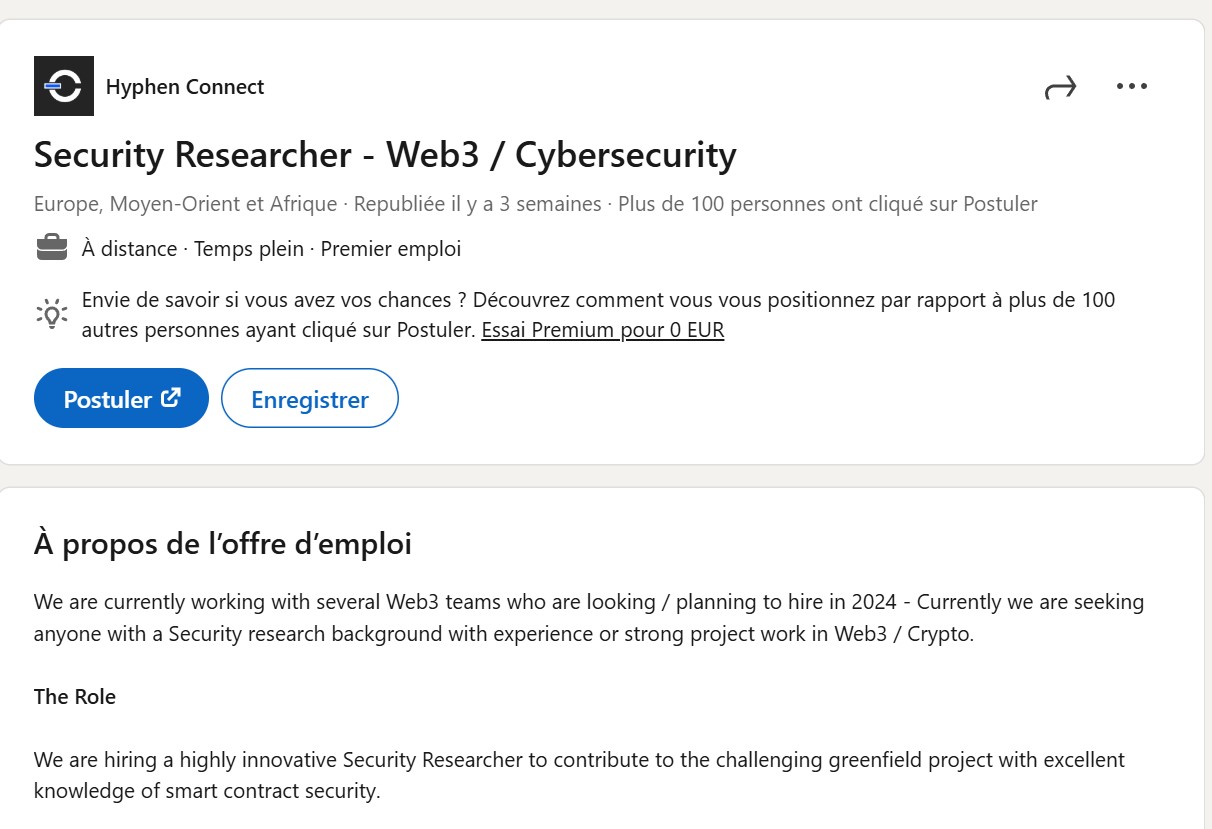 Hyphen Connect
Security Researcher - Web3 / Cybersecurity
Europe, Moyen-Orient et Afrique · Republiée il y a 3 semaines · Plus de 100 personnes ont cliqué sur Postuler
À distance · Temps plein · Premier emploi
Envie de savoir si vous avez vos chances ? Découvrez comment vous vous positionnez par rapport à plus de 100
autres personnes ayant cliqué sur Postuler. Essai Premium pour 0 EUR
Postuler
Enregistrer
À propos de l’offre d’emploi
We are currently working with several Web3 teams who are looking / planning to hire in 2024 - Currently we are seeking
anyone with a Security research background with experience or strong project work in Web3 / Crypto.
The Role
We are hiring a highly innovative Security Researcher to contribute to the challenging greenfield project with excellent
knowledge of smart contract security.